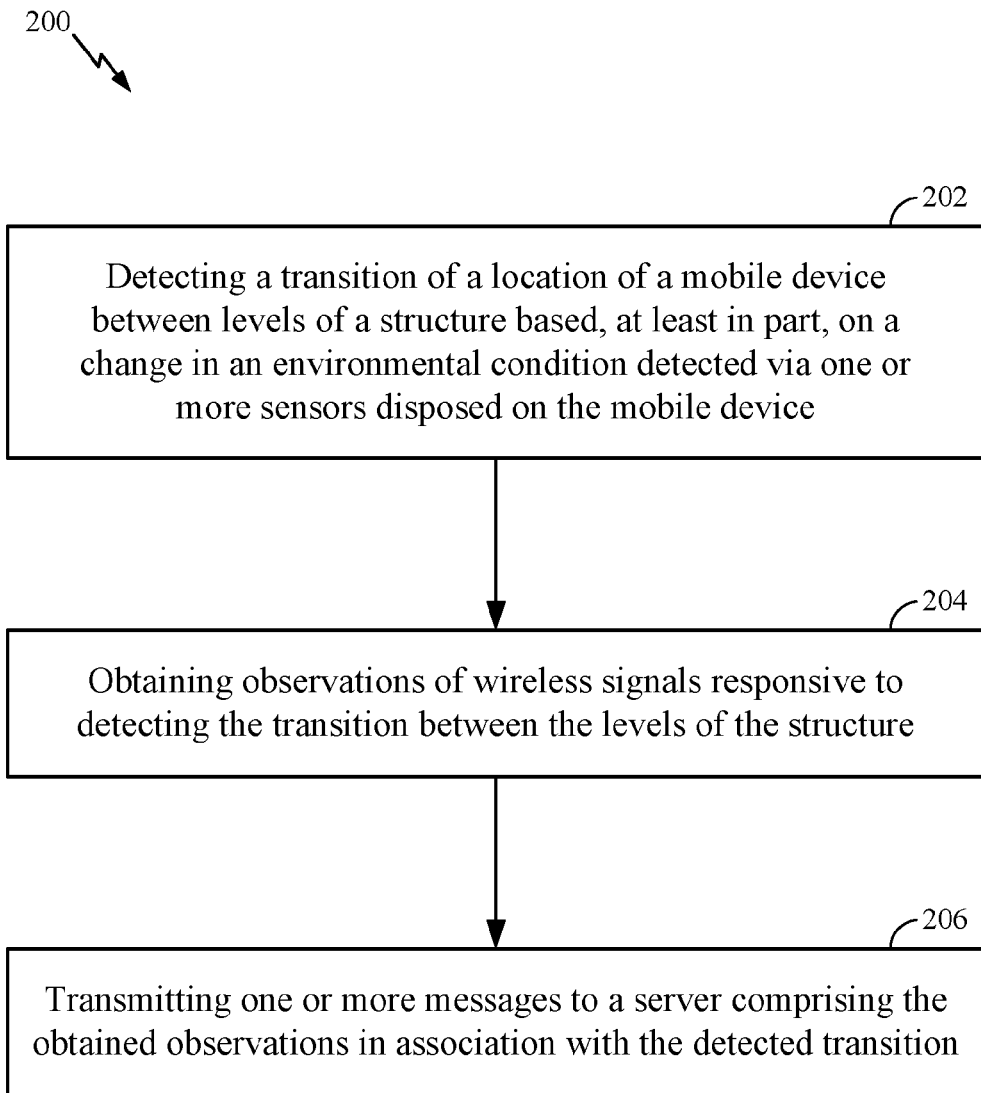 200
202
Detecting a transition of a location of a mobile device
between levels of a structure based, at least in part, on a
change in an environmental condition detected via one or
more sensors disposed on the mobile device
204
Obtaining observations of wireless signals responsive to
detecting the transition between the levels of the structure
206
Transmitting one or more messages to a server comprising the
obtained observations in association with the detected transition